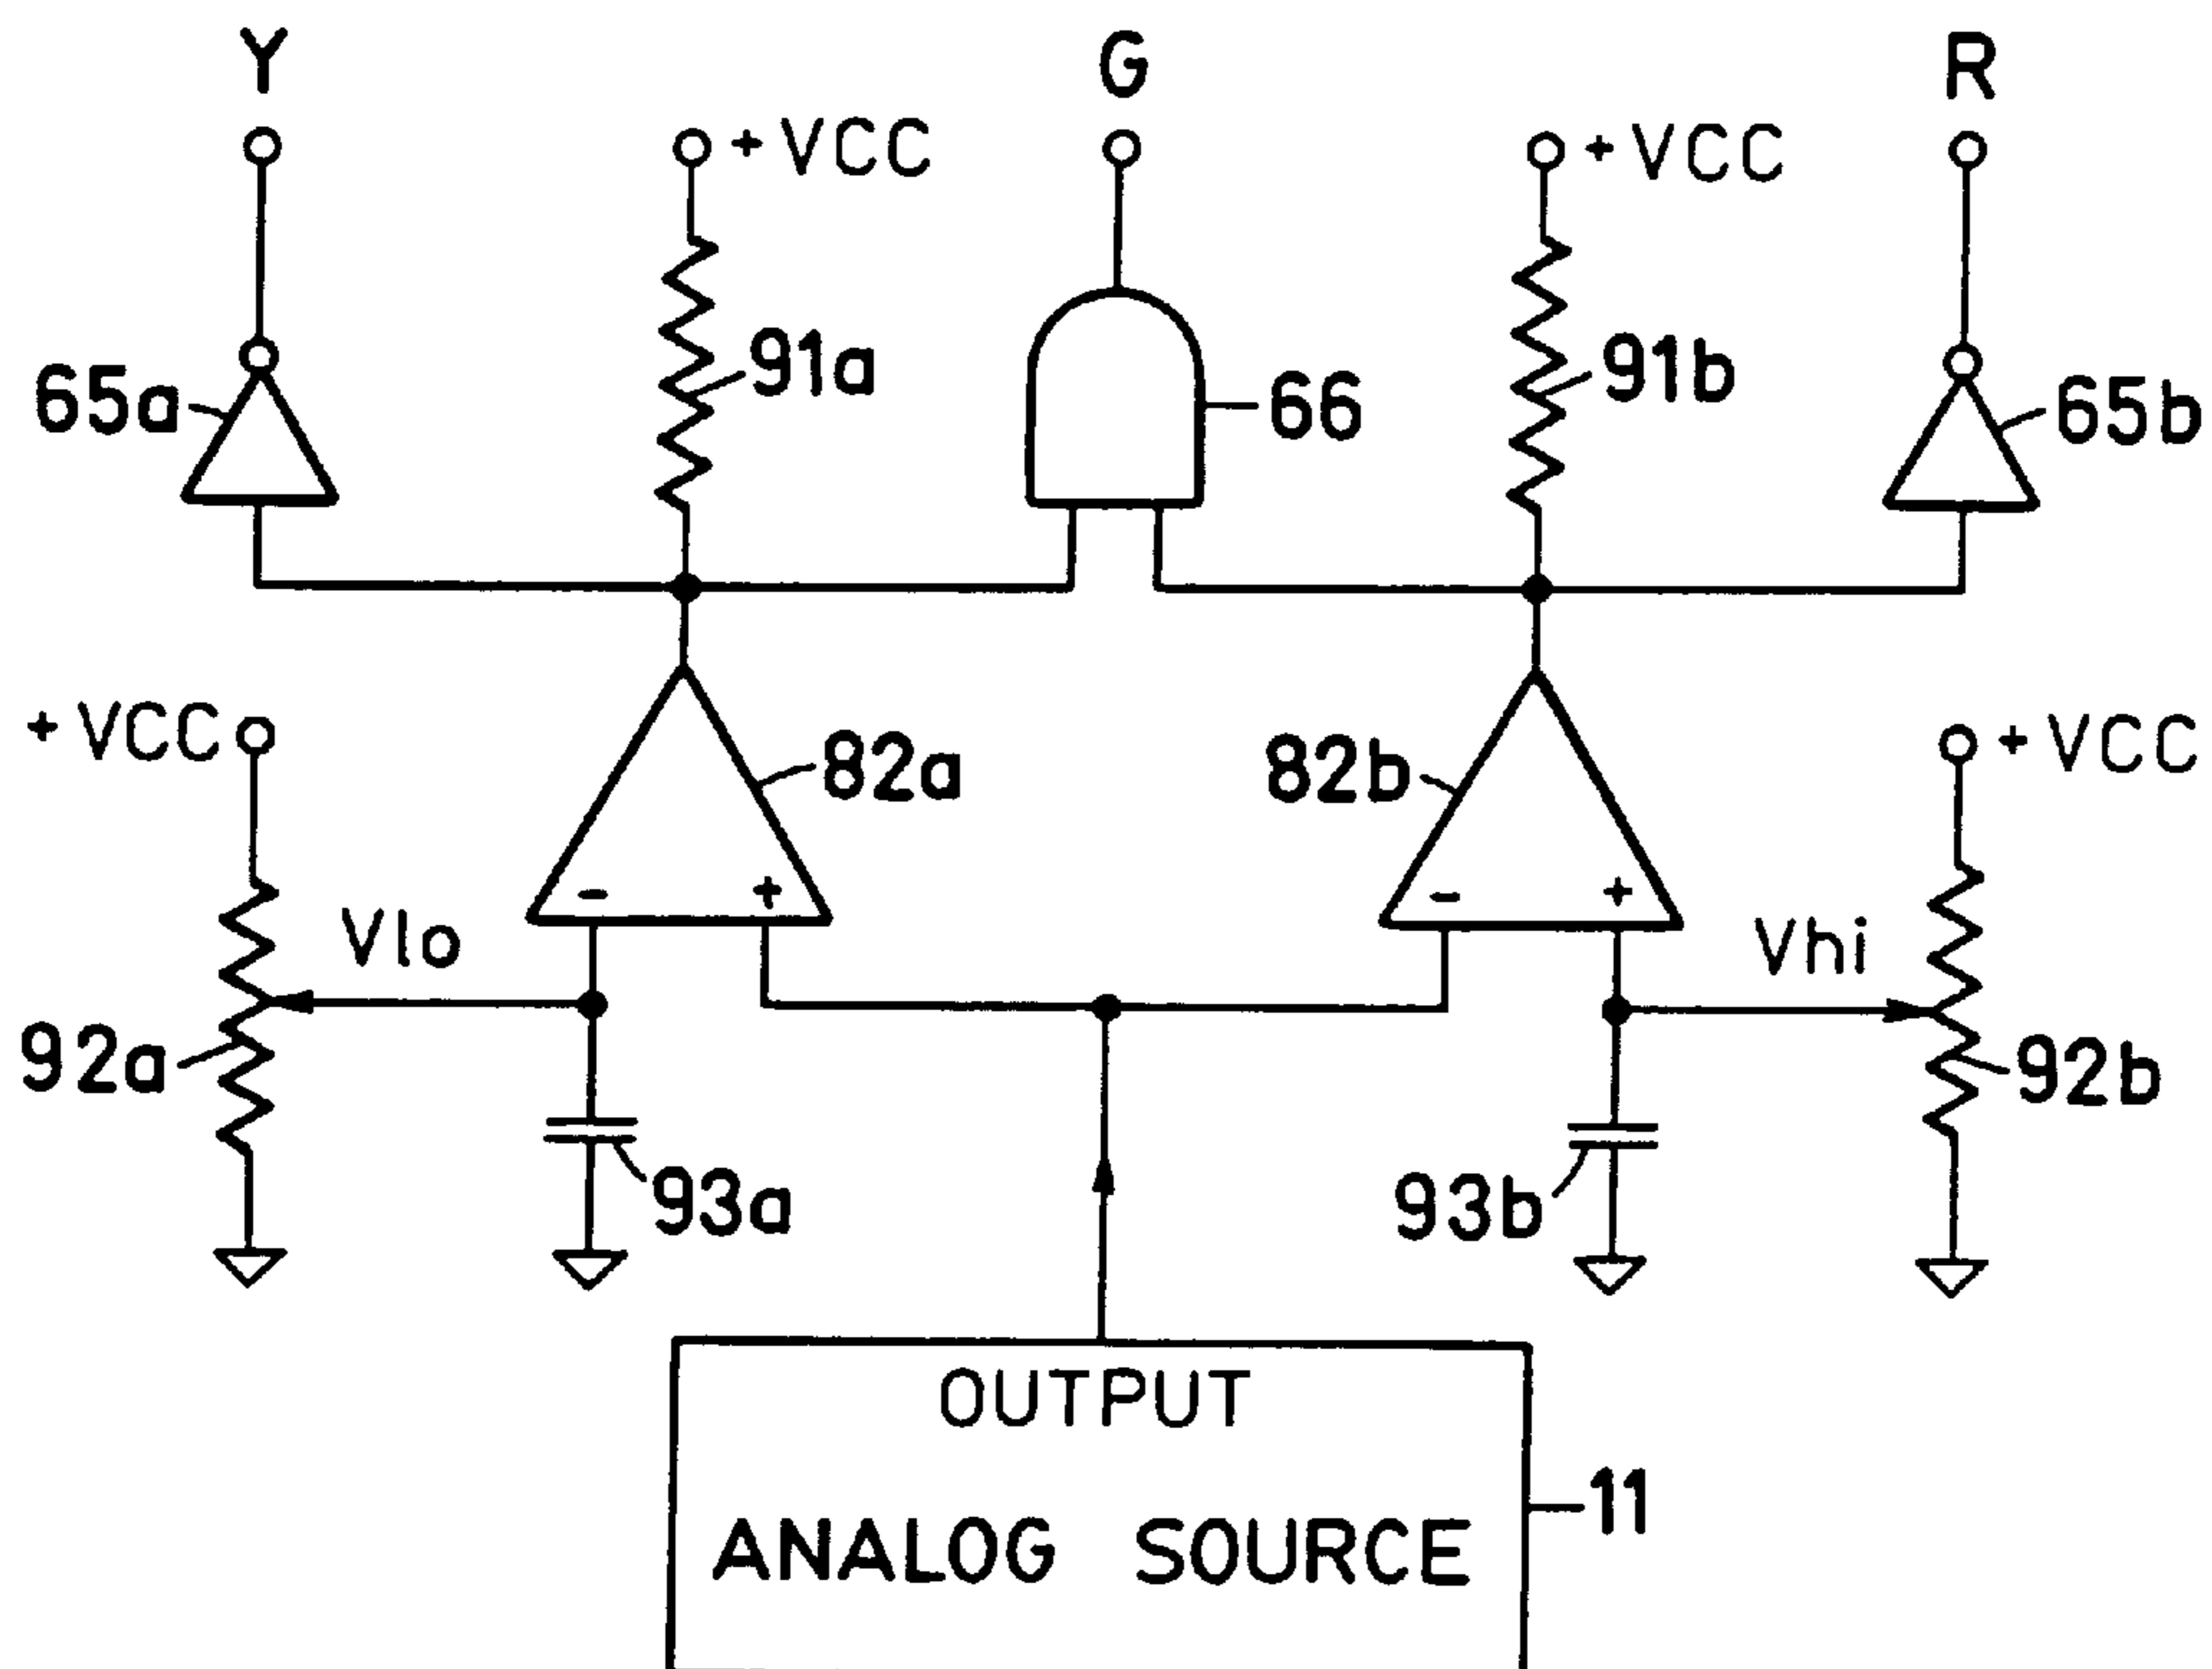 Y
G
R
+VCC
+VCC
65a
91a
66
91b
65b
+VCC
82a
82b
+VCC
-
+
-
+
Vlo
Vhi
92a
92b
93a
93b
OUTPUT
ANALOG SOURCE
11